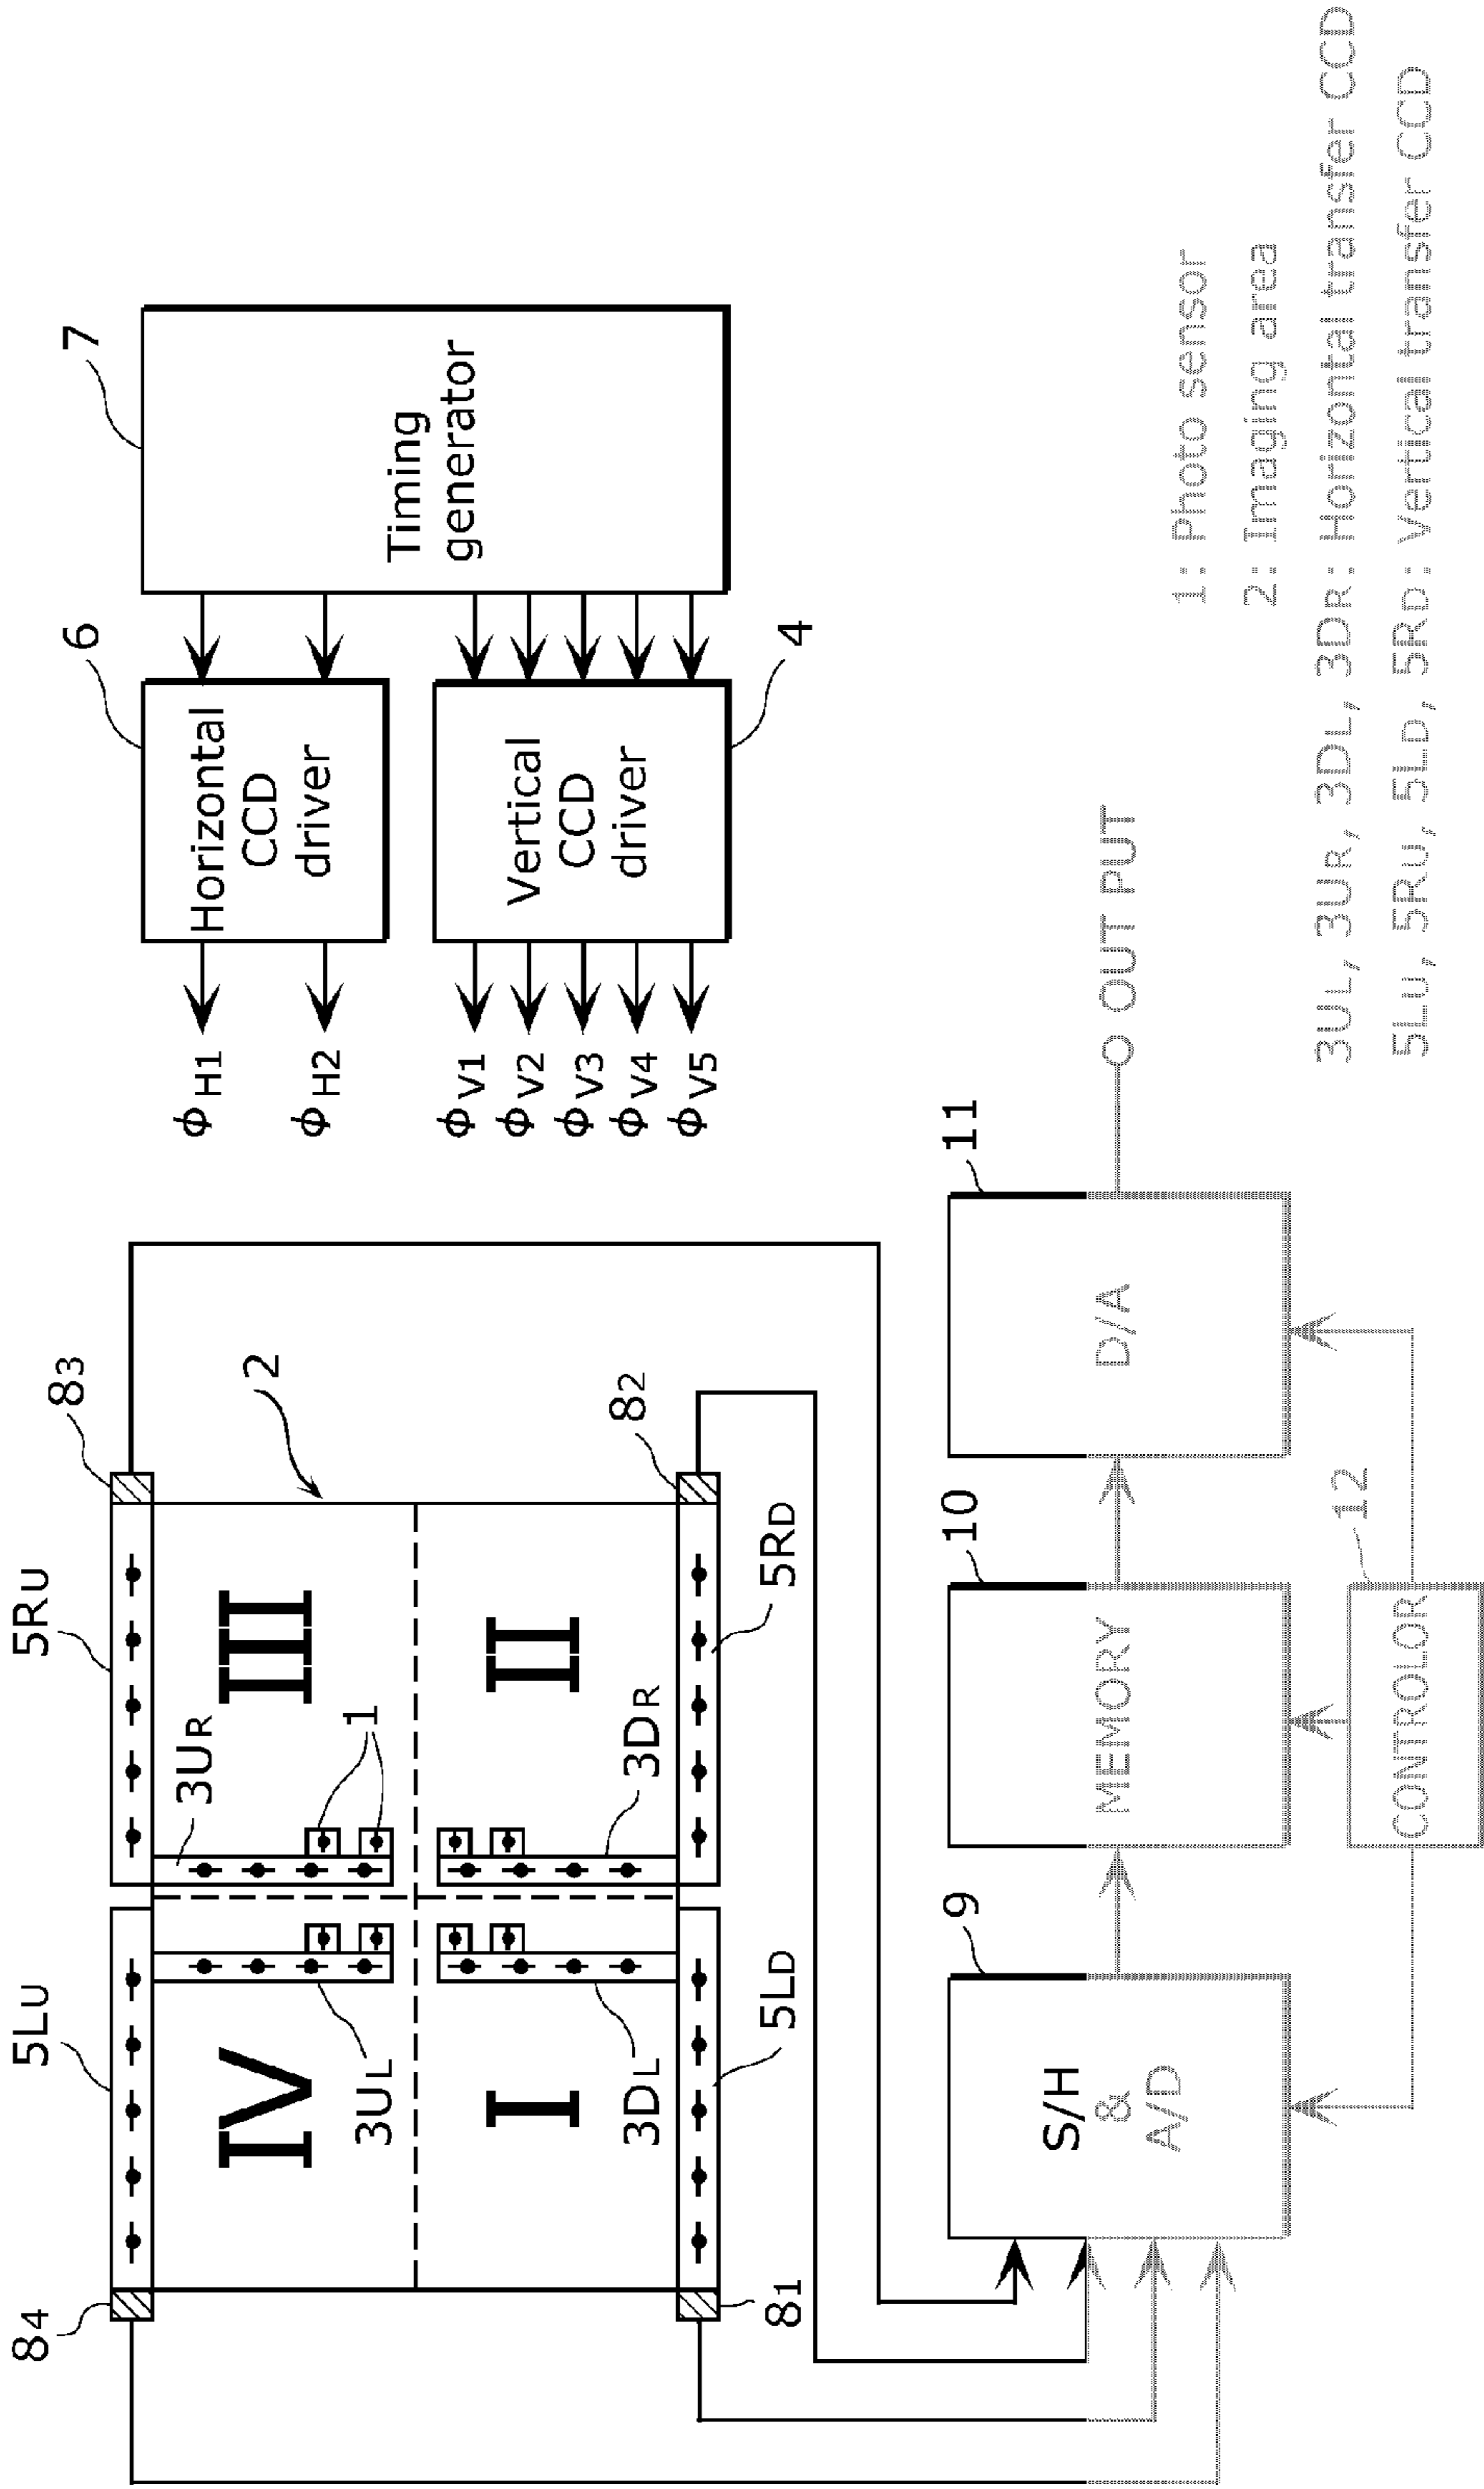 84
5LU
5RU
83
IV
III
3UR
2
3UL
1
I
II
3DL
3DR
81
5LD
5RD
82
ΦH1
ΦH2
ΦV1
ΦV2
ΦV3
ΦV4
ΦV5
6
Horizontal
CCD
driver
Vertical
CCD
driver
4
7
Timing
generator
9
S/H
&
A/D
10
MEMORY
11
D/A
OUT PUT
12
CONTROLOR
1: Photo sensor
2: Imaging area
3UL, 3UR, 3DL, 3DR: Horizontal transfer CCD
5LU, 5RU, 5LD, 5RD: Vertical transfer CCD